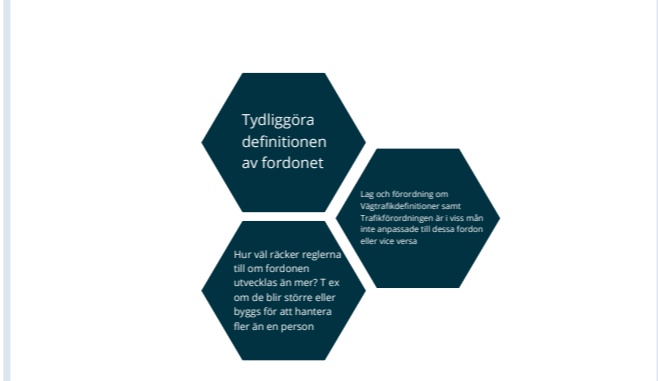 Tydliggöra
definitionen
av fordonet
Lag och förordning om
Vägtrafikdefinitioner samt
Trafikförordningen är i viss mån
inte anpassade till dessa fordon
eller vice versa
Hur väl räcker reglerna
till om fordonen
utvecklas än mer? T ex
om de blir större eller
byggs för att hantera
fler än en person